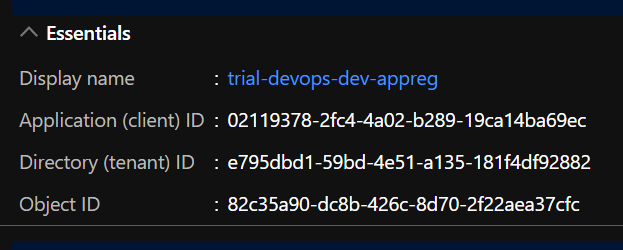 Essentials
Display name : trial-devops-dev-appreg
Application (client) ID : 02119378-2fc4-4a02-b289-19ca14ba69ec
Directory (tenant) ID : e795dbd1-59bd-4e51-a135-181f4df92882
Object ID : 82c35a90-dc8b-426c-8d70-2f22aea37cfc